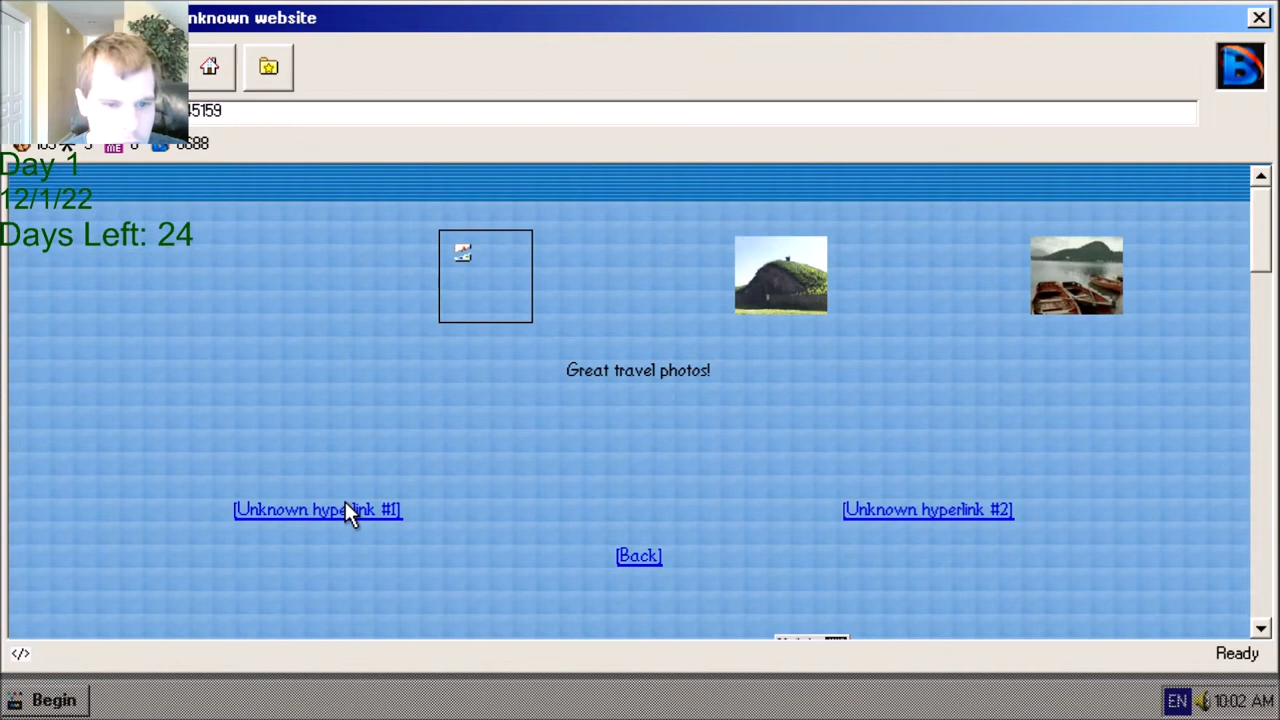 nknown website
45159
Day 1
12/1/22
Days Left: 24
Great travel photos!
[Unknown hyperlink #1]
[Unknown hyperlink #2]
[Back]
</>
Ready
Begin
EN
10:02 AM